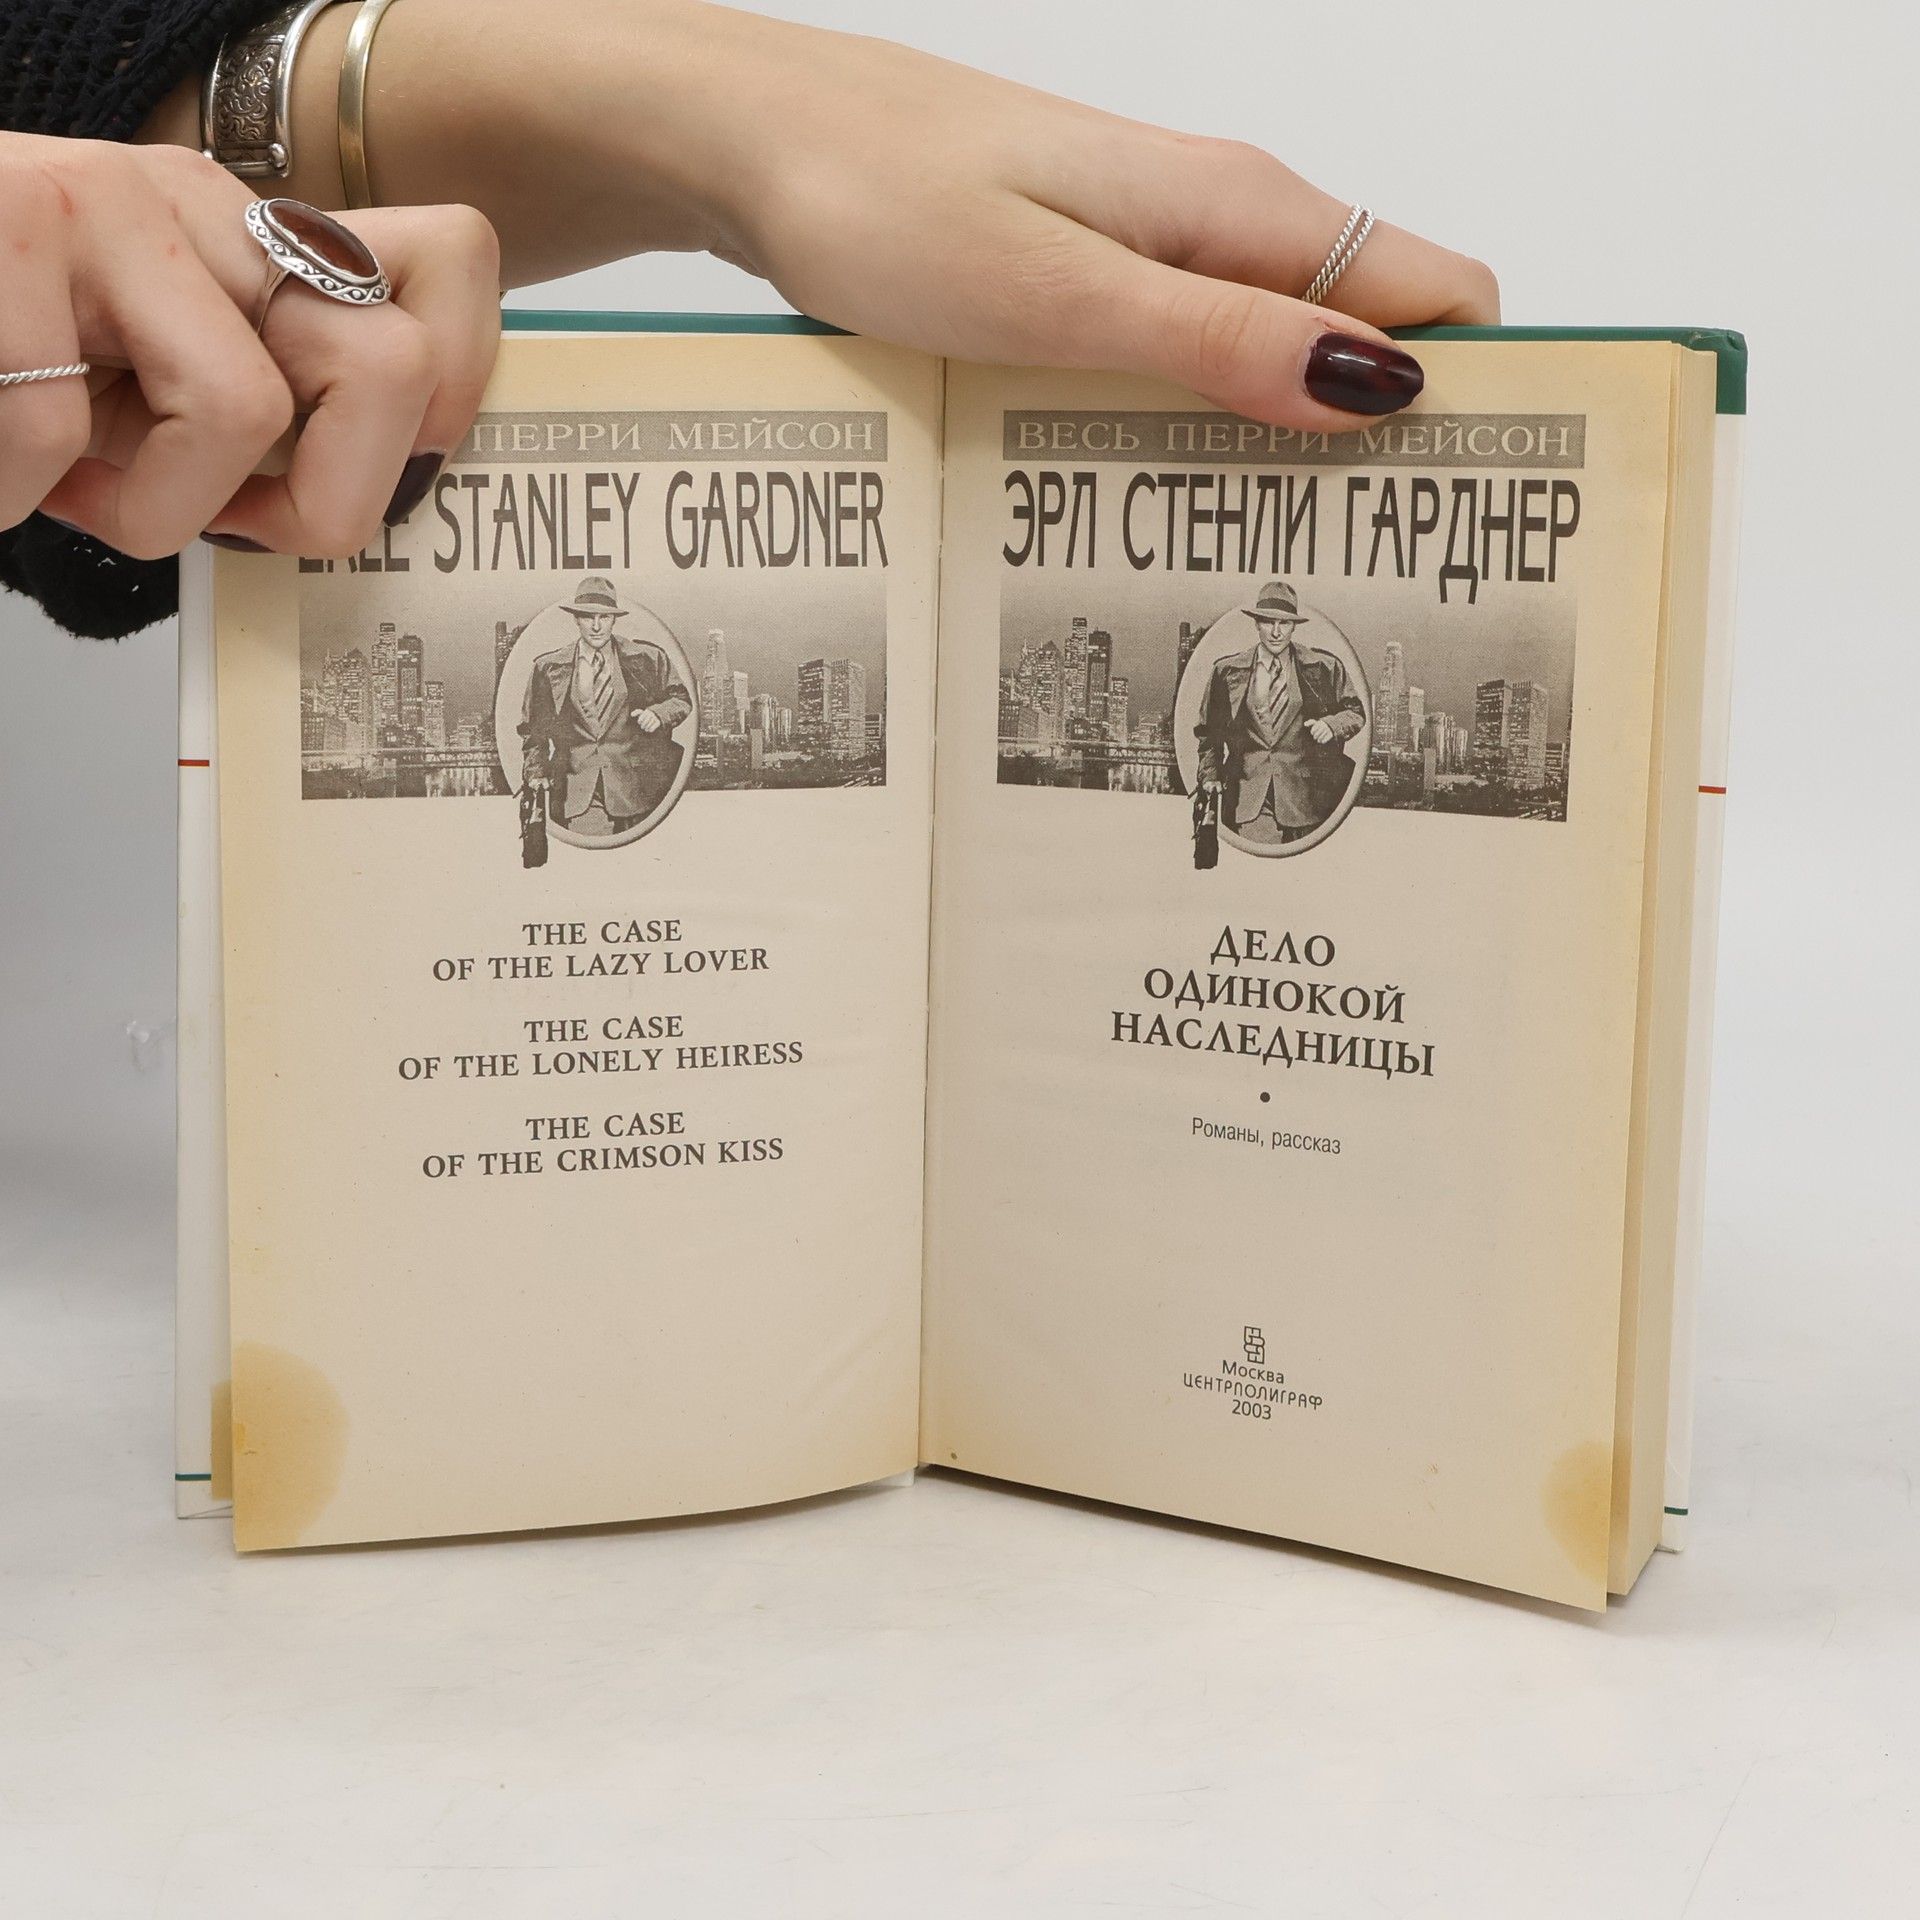 ПЕРРИ МЕЙСОН
STANLEY GARDNER
THE CASE
OF THE LAZY LOVER
THE CASE
OF THE LONELY HEIRESS
THE CASE
OF THE CRIMSON KISS
ВЕСЬ ПЕРРИ МЕЙСОН
ЭРЛ СТЕНЛИ ГАРДНЕР
ДЕЛО
ОДИНОКОЙ
НАСЛЕДНИЦЫ
•
Романы, рассказ
Москва
ЦЕНТРПОЛИГРАФ
2003